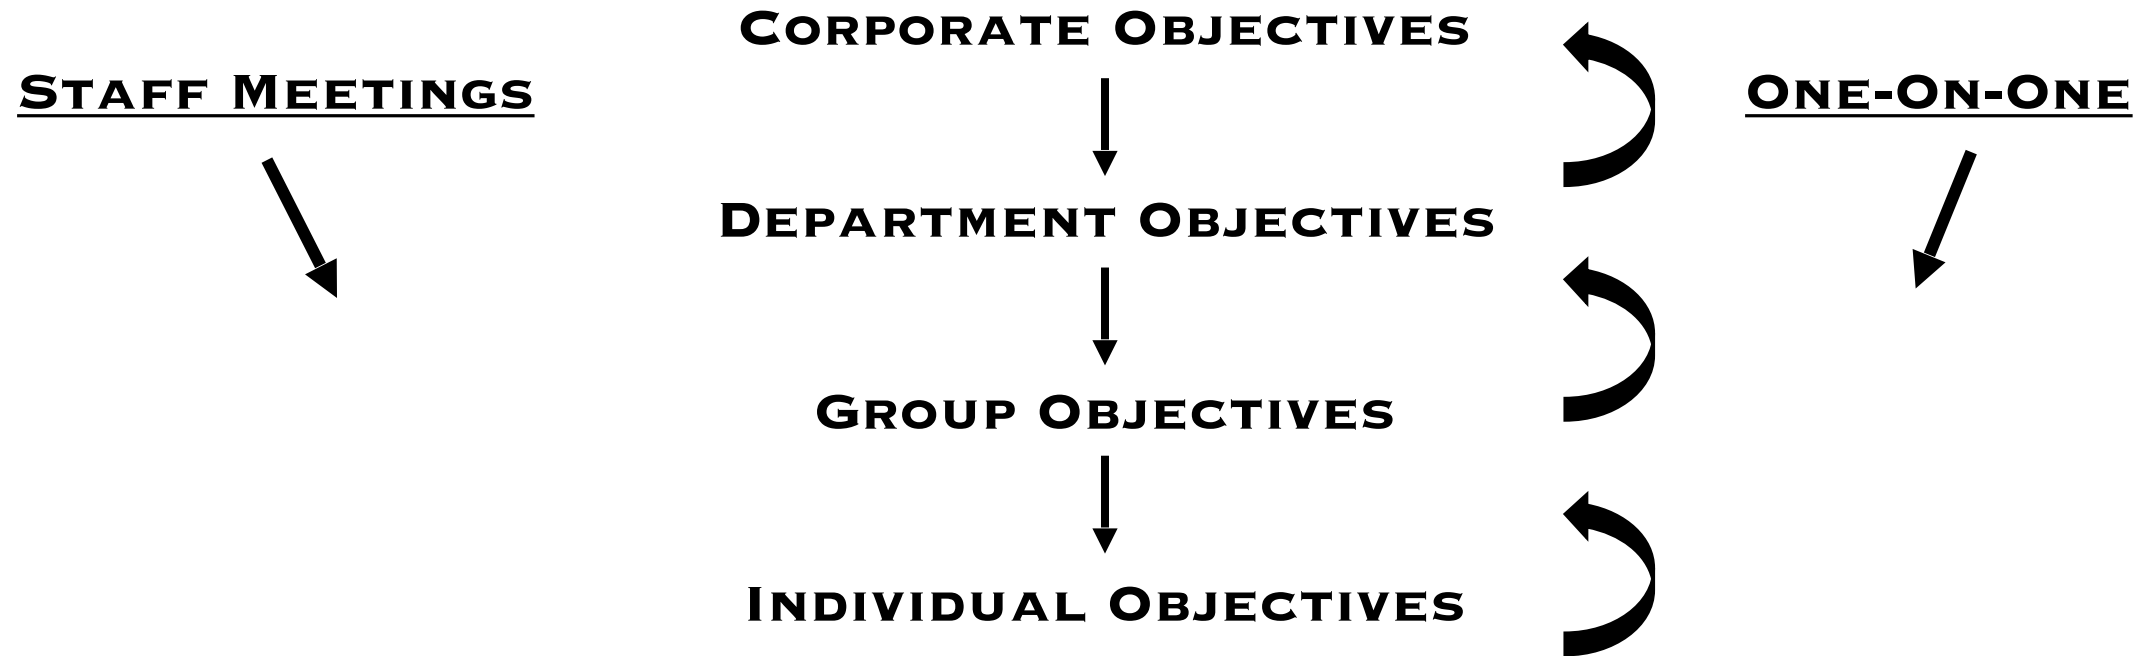 Corporate Objectives
Staff Meetings
One-On-One
Department Objectives
Group Objectives
Individual Objectives